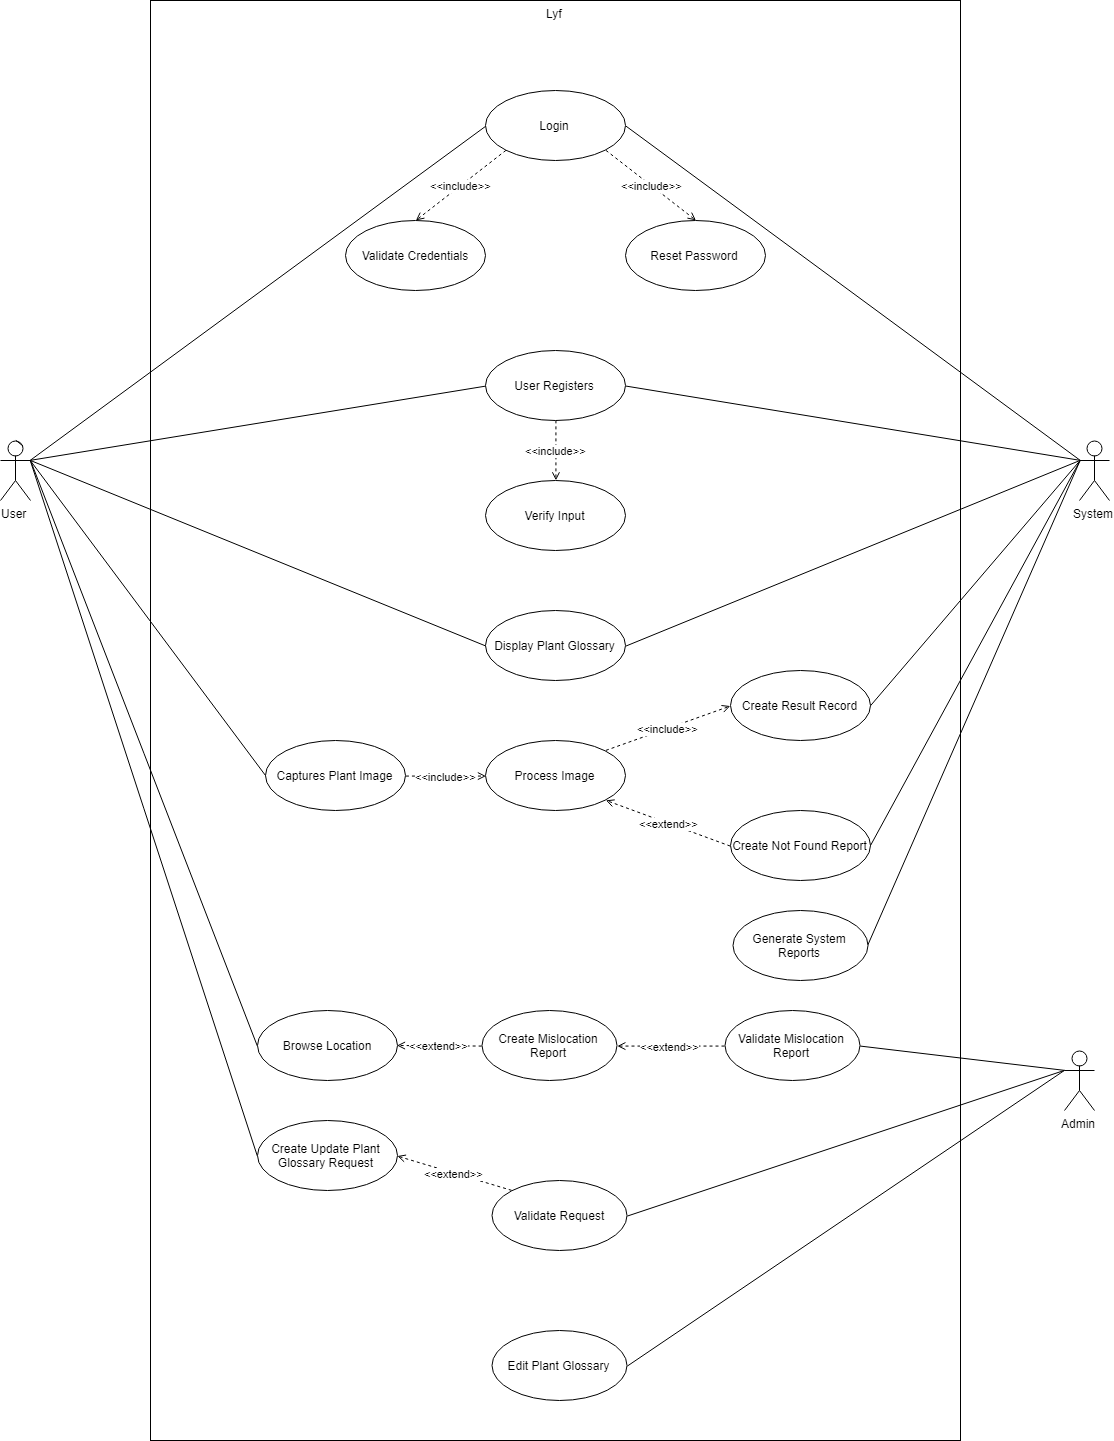 Lyf
Login
<<include>>
<<include>>
Validate Credentials
Reset Password
User Registers
<<include>>
User
System
Verify Input
Display Plant Glossary
Create Result Record
<<include>>
Captures Plant Image
<<include>>
Process Image
<<extend>>
Create Not Found Report
Generate System
Reports
Browse Location
<<extend>>
Create Mislocation
Report
<<extend>>
Validate Mislocation
Report
Admin
Create Update Plant
Glossary Request
<<extend>>
Validate Request
Edit Plant Glossary